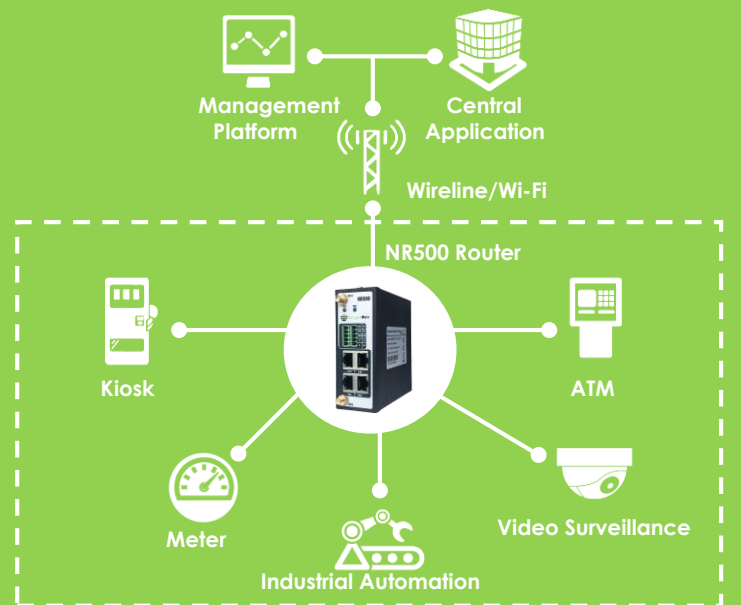 Management
Platform
Central
Application
Wireline/Wi-Fi
NR500 Router
Kiosk
ATM
Meter
Video Surveillance
Industrial Automation